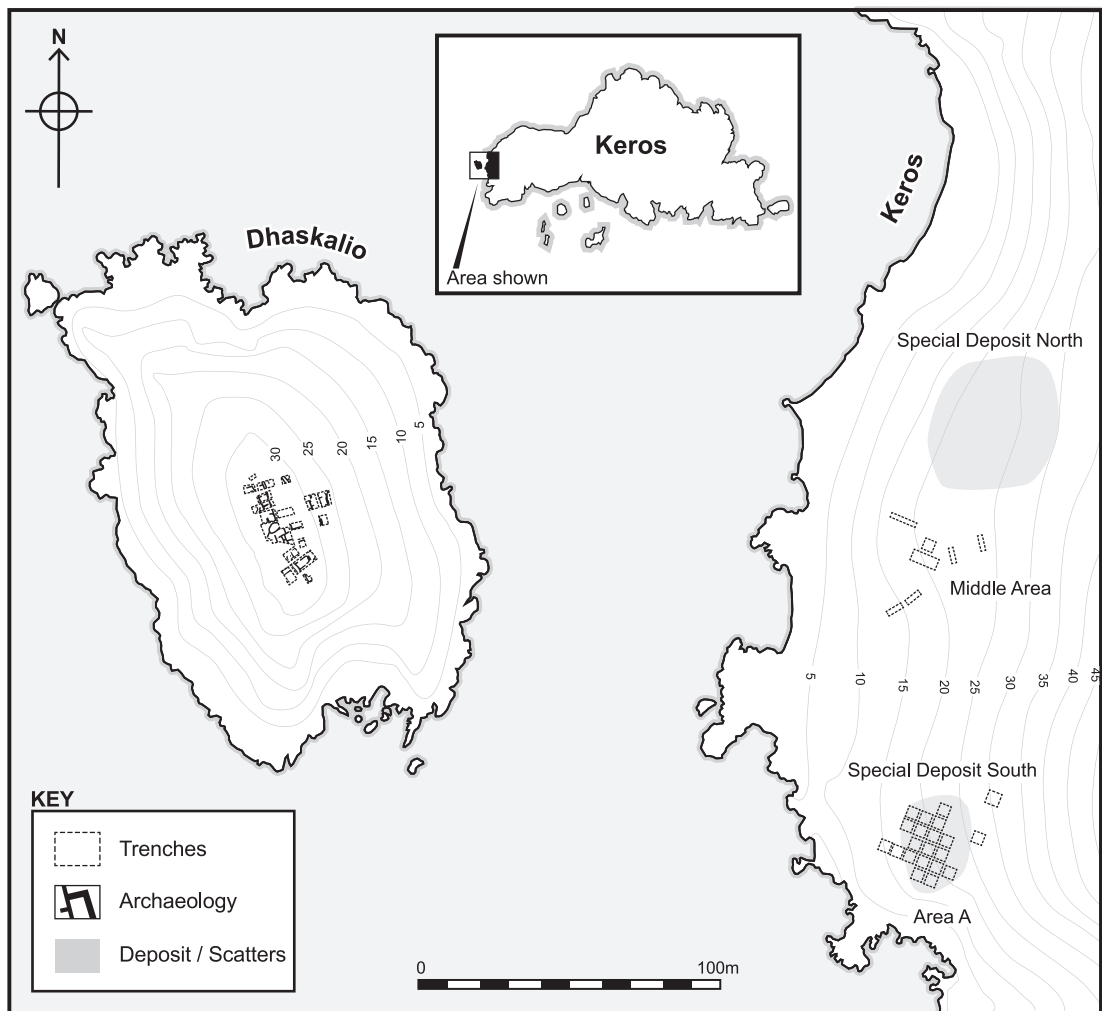 N
Keros
Area shown
Dhaskalio
Keros
Special Deposit North
30
25
20
15
10
5
Middle Area
5
10
15
20
25
30
35
40
45
Special Deposit South
Area A
KEY
Trenches
Archaeology
Deposit / Scatters
0 100m